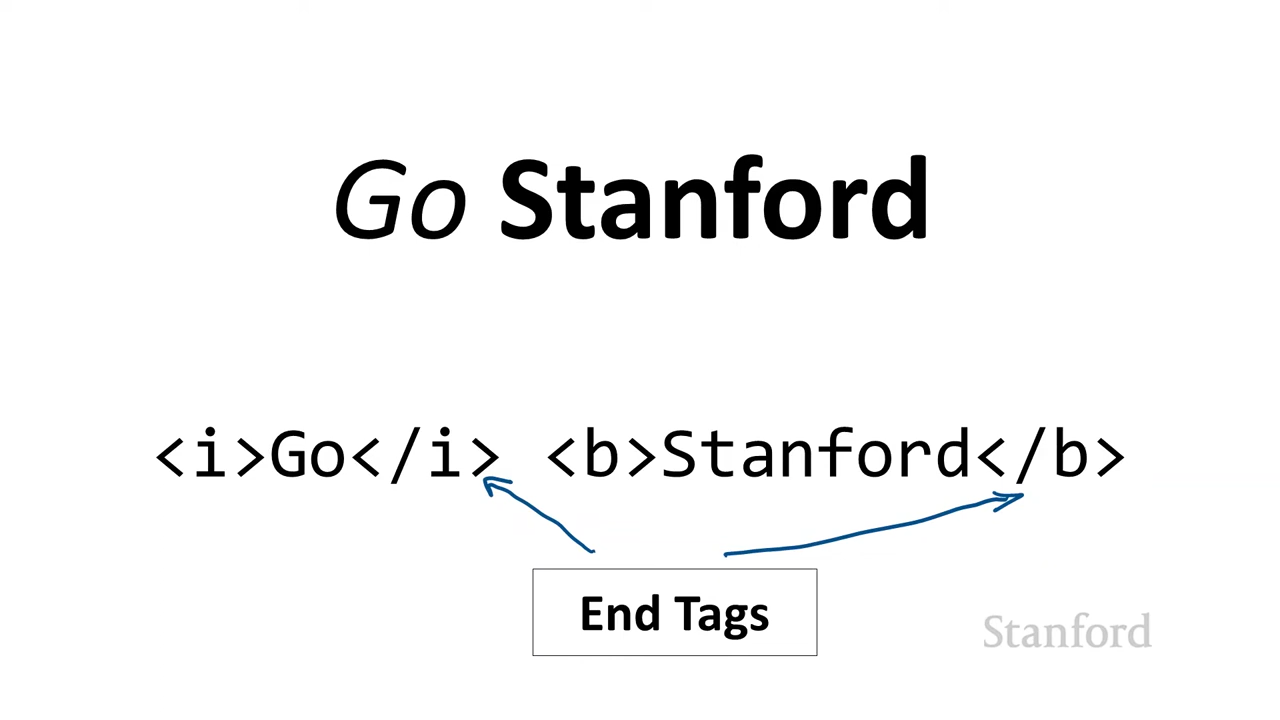 Go Stanford
<i>Go</i> <b>Stanford</b>
End Tags
Stanford